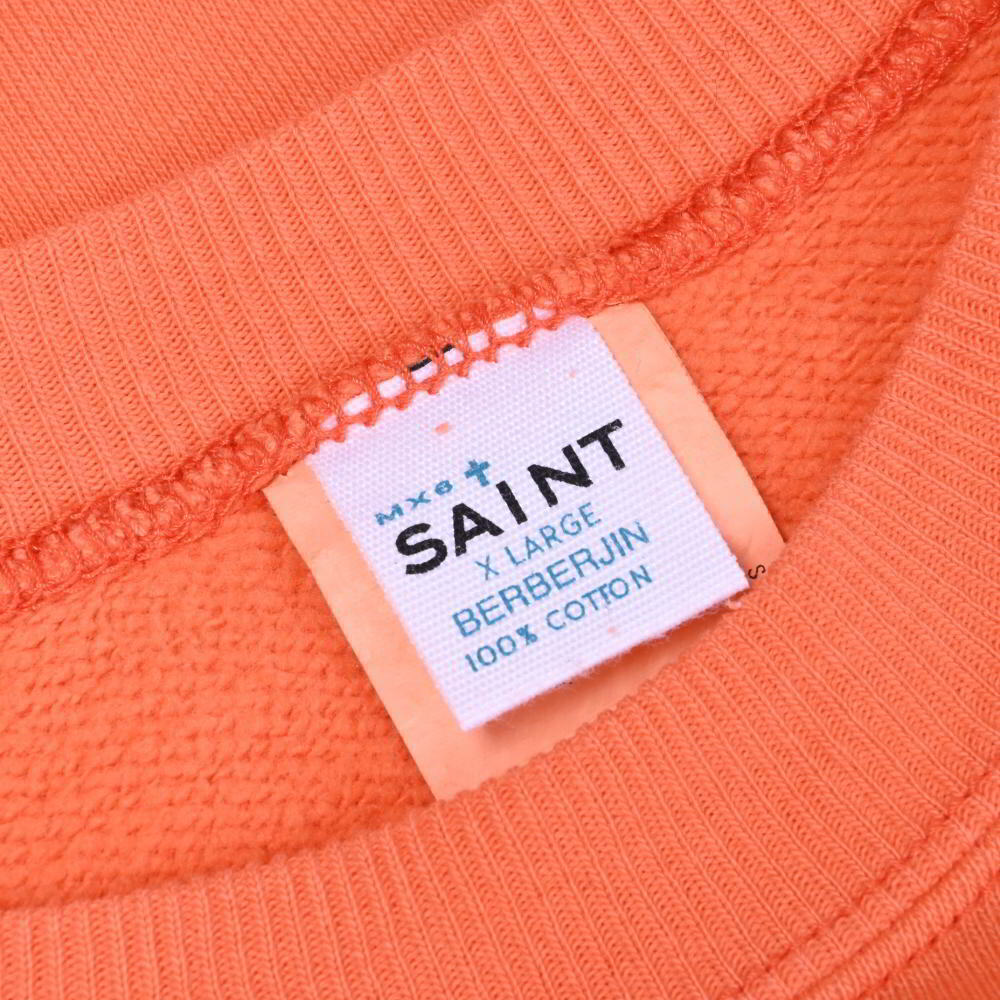 MX6 ✝
SAINT
X LARGE
BERBERJIN
100% COTTON
S